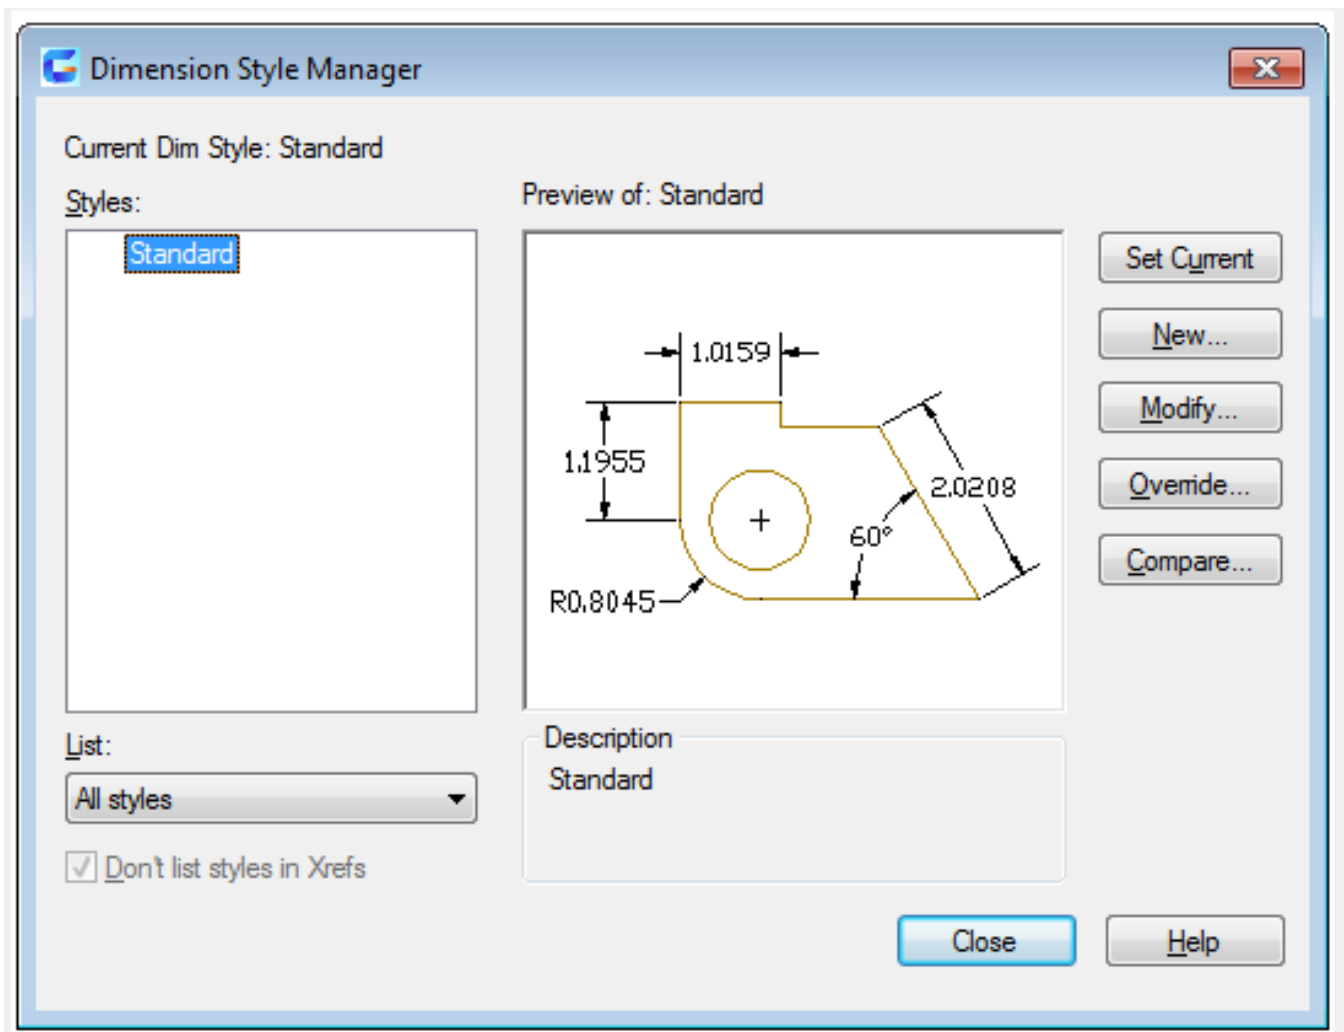 Dimension Style Manager
Current Dim Style: Standard
Styles:
Preview of: Standard
Standard
Set Current
New...
Modify...
Override...
Compare...
1.0159
1.1955
2.0208
60°
R0.8045
List:
All styles
Don't list styles in Xrefs
Description
Standard
Close
Help